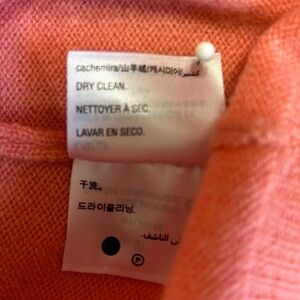 cachemira/山羊绒/캐시미어/كشمير
DRY CLEAN.
NETTOYER À SEC.
LAVAR EN SECO.
干洗。
드라이클리닝.
الناشف.
P